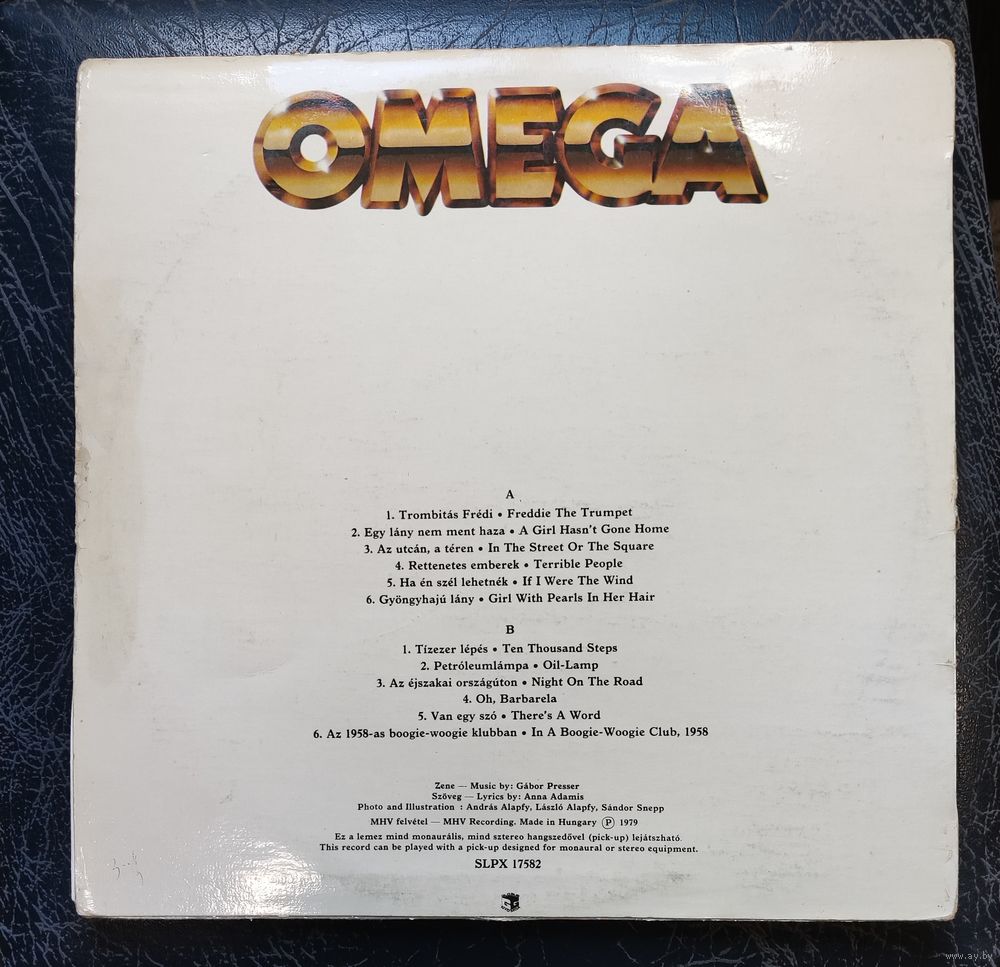 OMEGA
A
1. Trombitás Frédi • Freddie The Trumpet
2. Egy lány nem ment haza • A Girl Hasn't Gone Home
3. Az utcán, a téren • In The Street Or The Square
4. Rettenetes emberek • Terrible People
5. Ha én szél lehetnék • If I Were The Wind
6. Gyöngyhajú lány • Girl With Pearls In Her Hair
B
1. Tízezer lépés • Ten Thousand Steps
2. Petróleumlámpa • Oil-Lamp
3. Az éjszakai országúton • Night On The Road
4. Oh, Barbarela
5. Van egy szó • There's A Word
6. Az 1958-as boogie-woogie klubban • In A Boogie-Woogie Club, 1958
Zene — Music by: Gábor Presser
Szöveg — Lyrics by: Anna Adamis
Photo and Illustration : András Alapfy, László Alapfy, Sándor Snepp
MHV felvétel — MHV Recording. Made in Hungary Ⓟ 1979
Ez a lemez mind monaurális, mind sztereo hangszedővel (pick-up) lejátszható.
This record can be played with a pick-up designed for monaural or stereo equipment.
SLPX 17582
www.ay.by